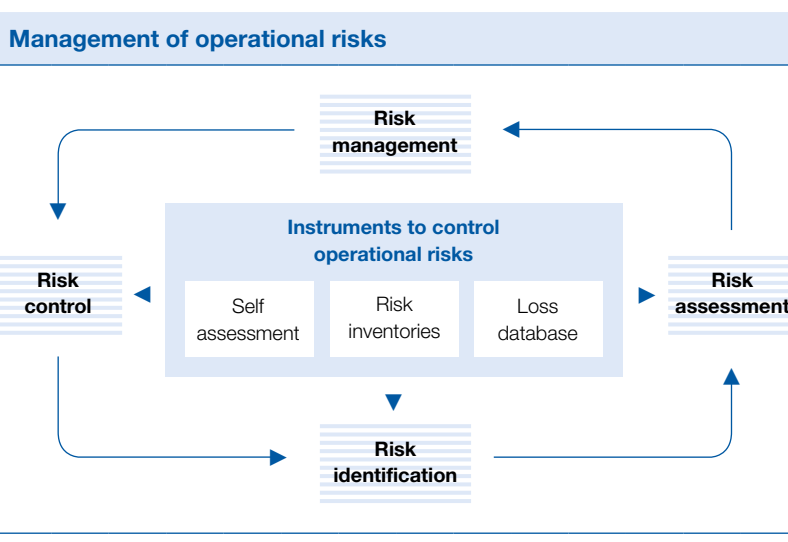 Management of operational risks
Risk
management
Instruments to control
operational risks
Risk
control
Self
assessment
Risk
inventories
Loss
database
Risk
assessment
Risk
identification